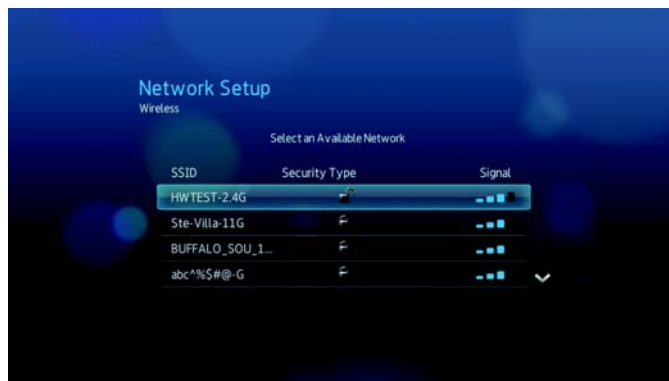 Network Setup
Wireless
Select an Available Network
SSID Security Type Signal
HWTEST-2.4G
Ste-Villa-11G
BUFFALO_SOU_1...
abc^%$#@-G